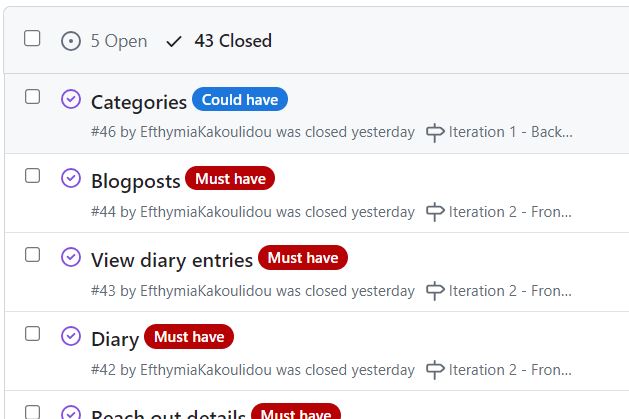 5 Open 43 Closed
Categories Could have
#46 by EfthymiaKakoulidou was closed yesterday Iteration 1 - Back...
Blogposts Must have
#44 by EfthymiaKakoulidou was closed yesterday Iteration 2 - Fron...
View diary entries Must have
#43 by EfthymiaKakoulidou was closed yesterday Iteration 2 - Fron...
Diary Must have
#42 by EfthymiaKakoulidou was closed yesterday Iteration 2 - Fron...
Reach out details Must have